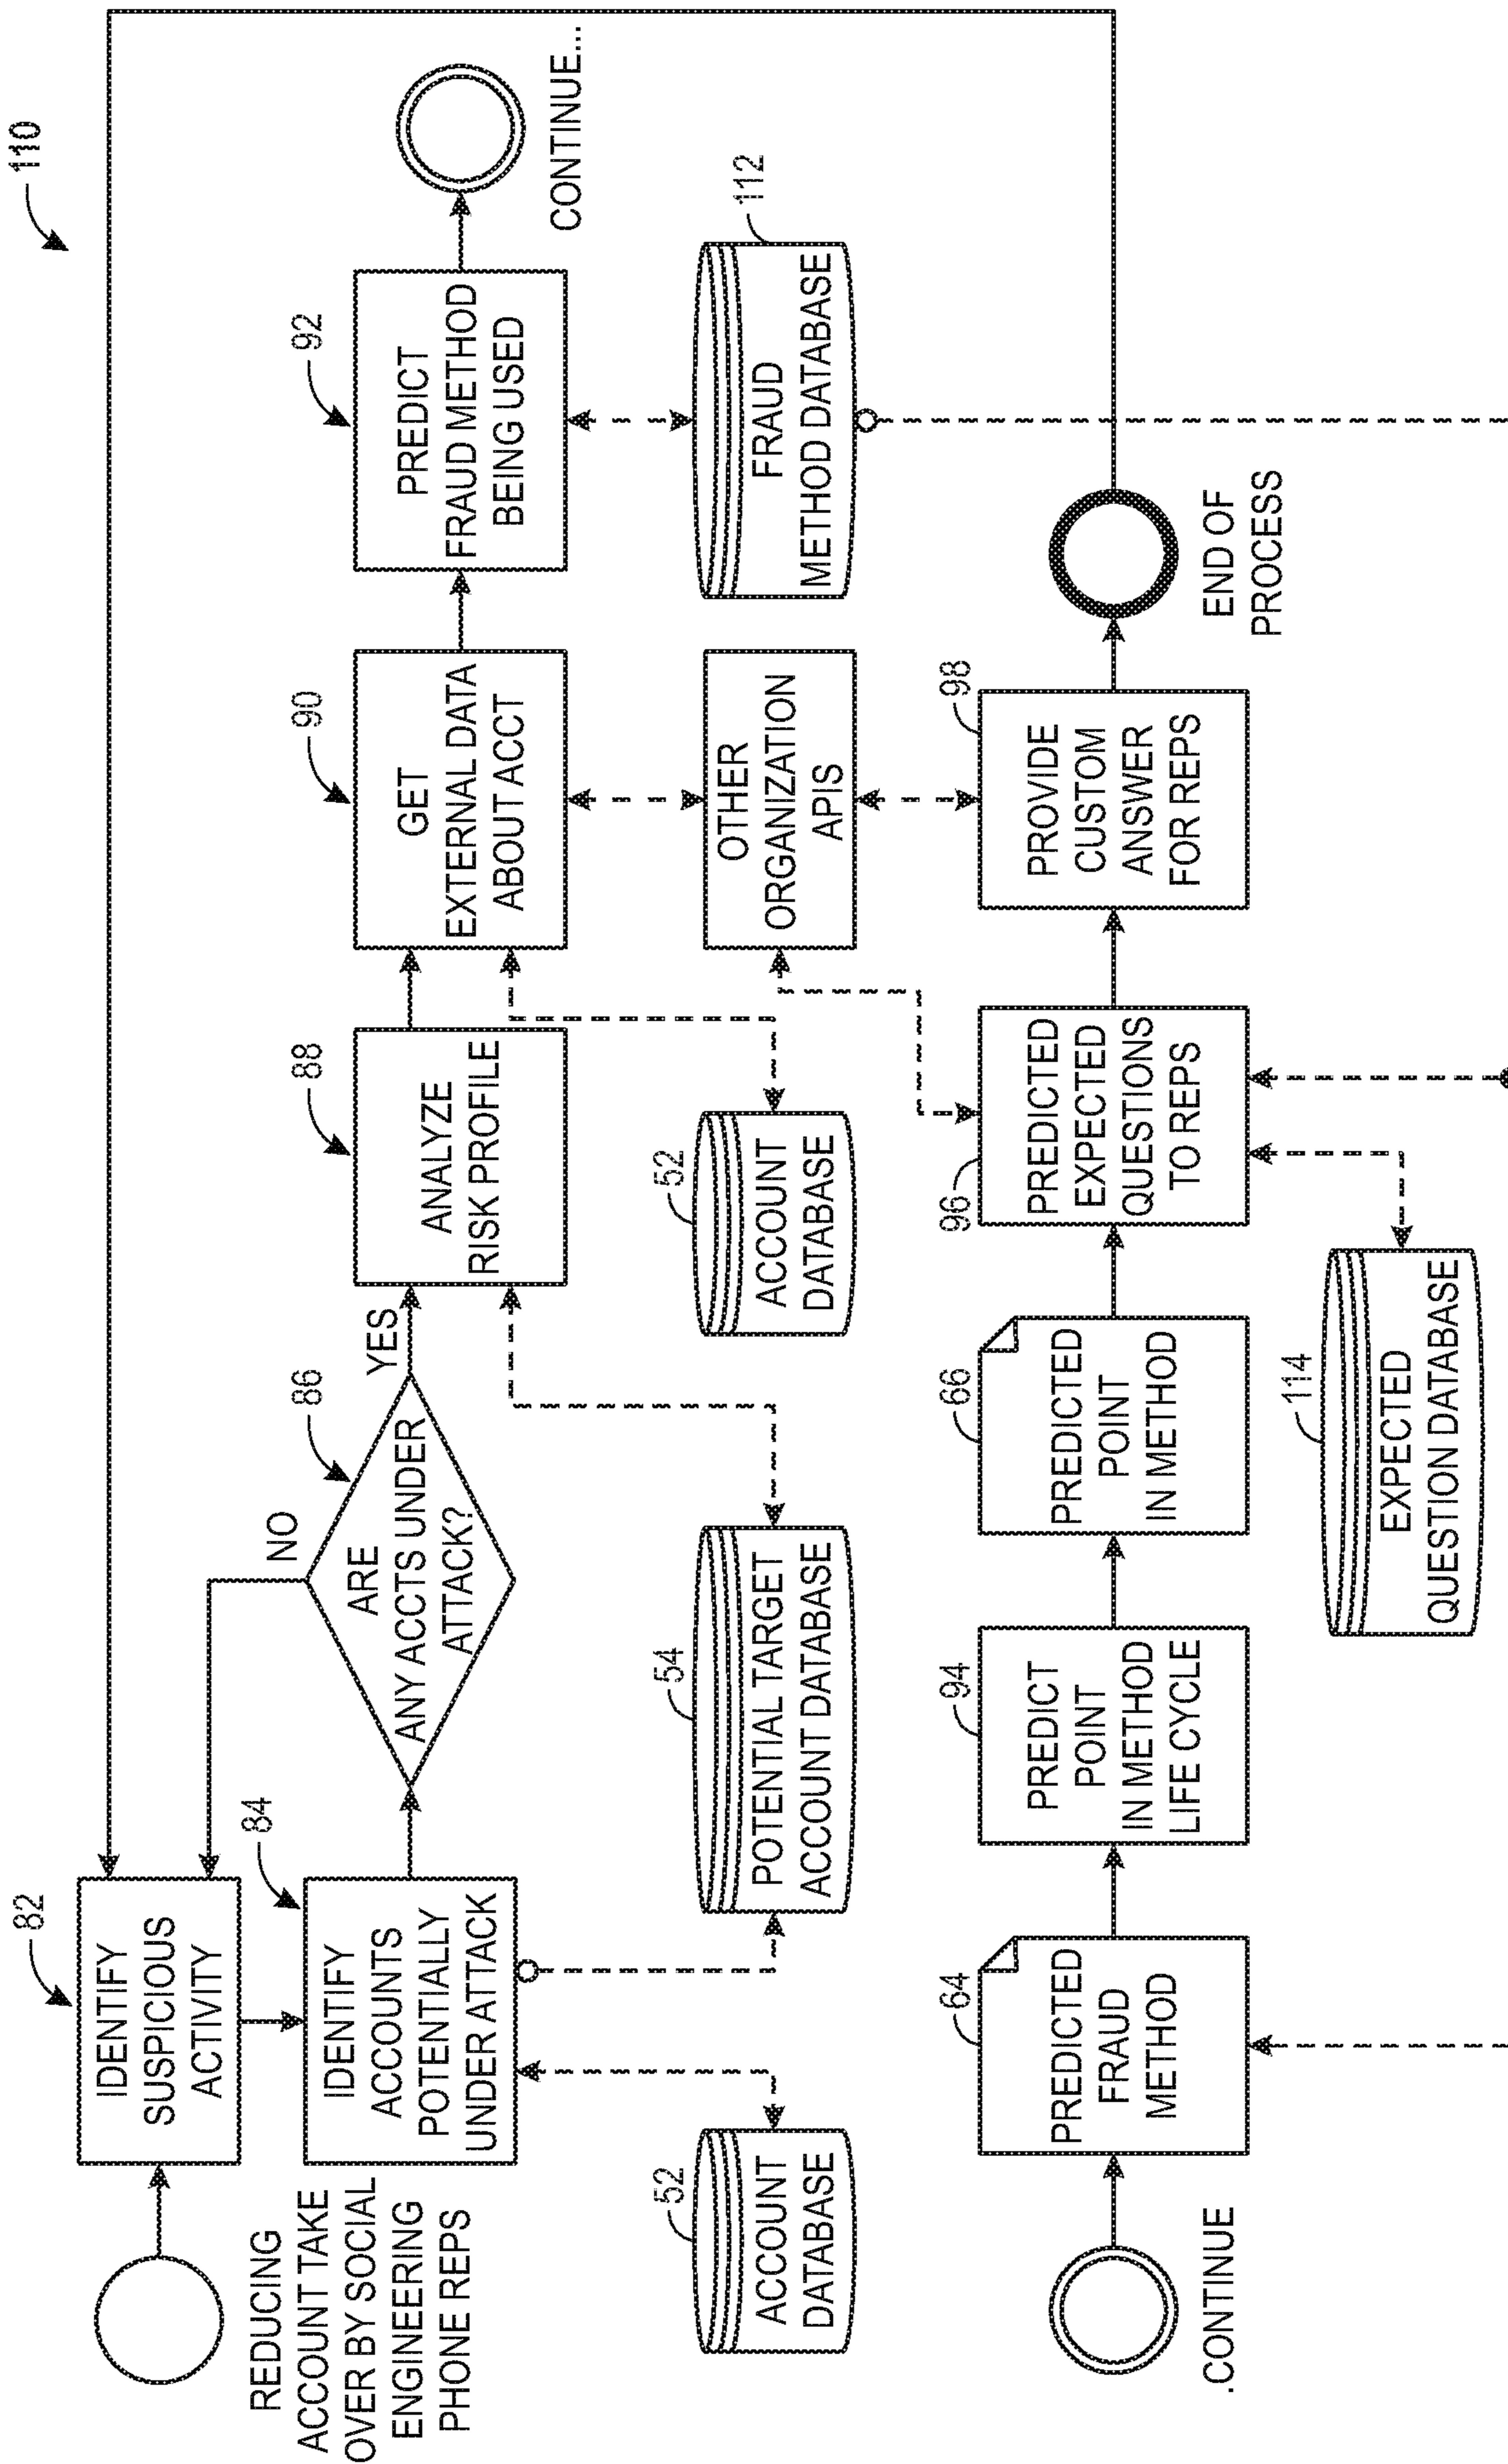 110
REDUCING
ACCOUNT TAKE
OVER BY SOCIAL
ENGINEERING
PHONE REPS
82
IDENTIFY
SUSPICIOUS
ACTIVITY
84
IDENTIFY
ACCOUNTS
POTENTIALLY
UNDER ATTACK
86
ARE
ANY ACCTS UNDER
ATTACK?
NO
YES
88
ANALYZE
RISK PROFILE
90
GET
EXTERNAL DATA
ABOUT ACCT
92
PREDICT
FRAUD METHOD
BEING USED
CONTINUE...
52
ACCOUNT
DATABASE
54
POTENTIAL TARGET
ACCOUNT DATABASE
52
ACCOUNT
DATABASE
OTHER
ORGANIZATION
APIS
112
FRAUD
METHOD DATABASE
.CONTINUE
64
PREDICTED
FRAUD
METHOD
94
PREDICT
POINT
IN METHOD
LIFE CYCLE
66
PREDICTED
POINT
IN METHOD
96
PREDICTED
EXPECTED
QUESTIONS
TO REPS
98
PROVIDE
CUSTOM
ANSWER
FOR REPS
END OF
PROCESS
114
EXPECTED
QUESTION DATABASE